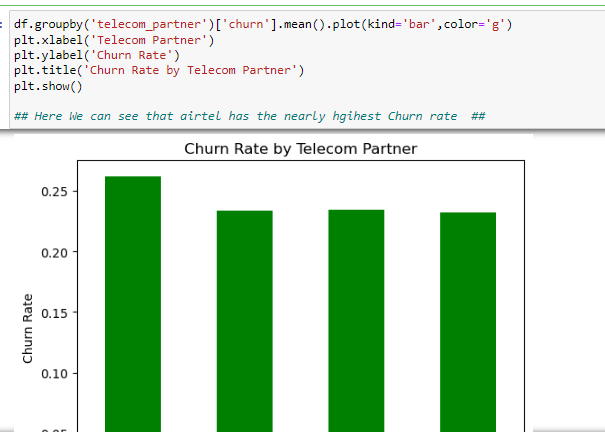 : df.groupby('telecom_partner')['churn'].mean().plot(kind='bar',color='g')
plt.xlabel('Telecom Partner')
plt.ylabel('Churn Rate')
plt.title('Churn Rate by Telecom Partner')
plt.show()
## Here We can see that airtel has the nearly hgihest Churn rate  ##
Churn Rate by Telecom Partner
0.25
0.20
0.15
0.10
0.05
Churn Rate